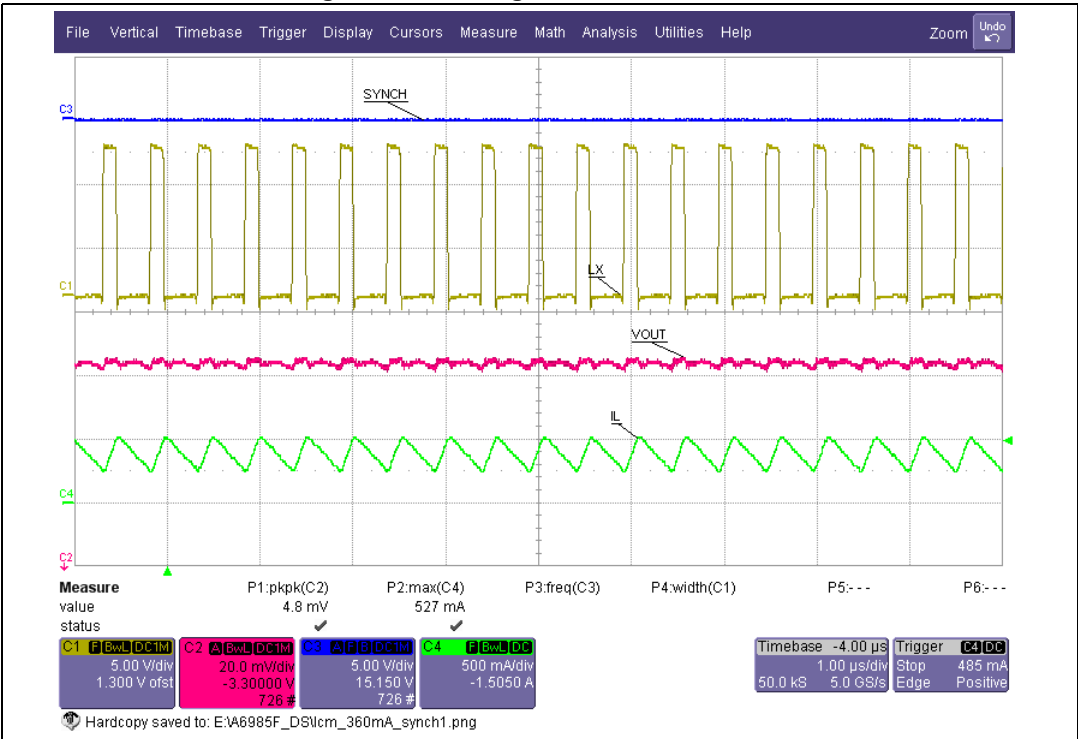 File Vertical Timebase Trigger Display Cursors Measure Math Analysis Utilities Help Zoom Undo
SYNCH
C3
LX
C1
VOUT
IL
C4
C2
Measure P1:pkpk(C2) P2:max(C4) P3:freq(C3) P4:width(C1) P5:- - - P6:- - -
value 4.8 mV 527 mA
status
C1 F BwL DC1M C2 A BwL DC1M C3 A F B DC1M C4 F BwL DC Timebase -4.00 µs Trigger C4 DC
5.00 V/div 20.0 mV/div 5.00 V/div 500 mA/div 1.00 µs/div Stop 485 mA
1.300 V ofst -3.30000 V 15.150 V -1.5050 A 50.0 kS 5.0 GS/s Edge Positive
726 # 726 #
Hardcopy saved to: E:\A6985F_DS\lcm_360mA_synch1.png